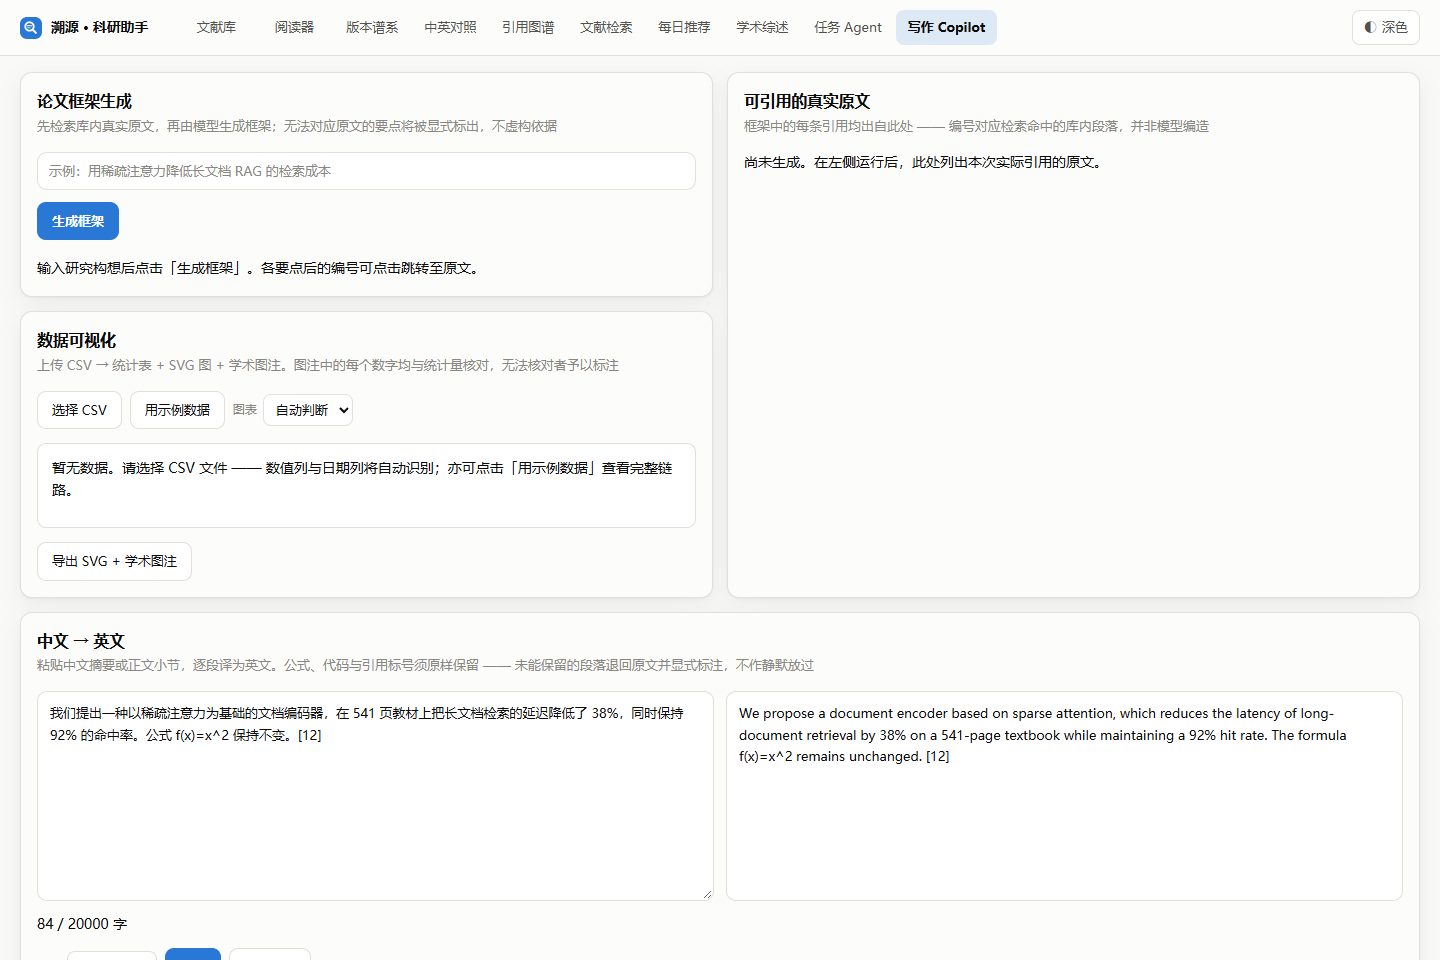 溯源 • 科研助手
文献库
阅读器
版本谱系
中英对照
引用图谱
文献检索
每日推荐
学术综述
任务 Agent
写作 Copilot
深色
论文框架生成
先检索库内真实原文，再由模型生成框架；无法对应原文的要点将被显式标出，不虚构依据
示例：用稀疏注意力降低长文档 RAG 的检索成本
生成框架
输入研究构想后点击「生成框架」。各要点后的编号可点击跳转至原文。
可引用的真实原文
框架中的每条引用均出自此处 —— 编号对应检索命中的库内段落，并非模型编造
尚未生成。在左侧运行后，此处列出本次实际引用的原文。
数据可视化
上传 CSV → 统计表 + SVG 图 + 学术图注。图注中的每个数字均与统计量核对，无法核对者予以标注
选择 CSV
用示例数据
图表
自动判断
暂无数据。请选择 CSV 文件 —— 数值列与日期列将自动识别；亦可点击「用示例数据」查看完整链
路。
导出 SVG + 学术图注
中文 → 英文
粘贴中文摘要或正文小节，逐段译为英文。公式、代码与引用标号须原样保留 —— 未能保留的段落退回原文并显式标注，不作静默放过
我们提出一种以稀疏注意力为基础的文档编码器，在 541 页教材上把长文档检索的延迟降低了 38%，同时保持
92% 的命中率。公式 f(x)=x^2 保持不变。[12]
We propose a document encoder based on sparse attention, which reduces the latency of long-
document retrieval by 38% on a 541-page textbook while maintaining a 92% hit rate. The formula
f(x)=x^2 remains unchanged. [12]
84 / 20000 字